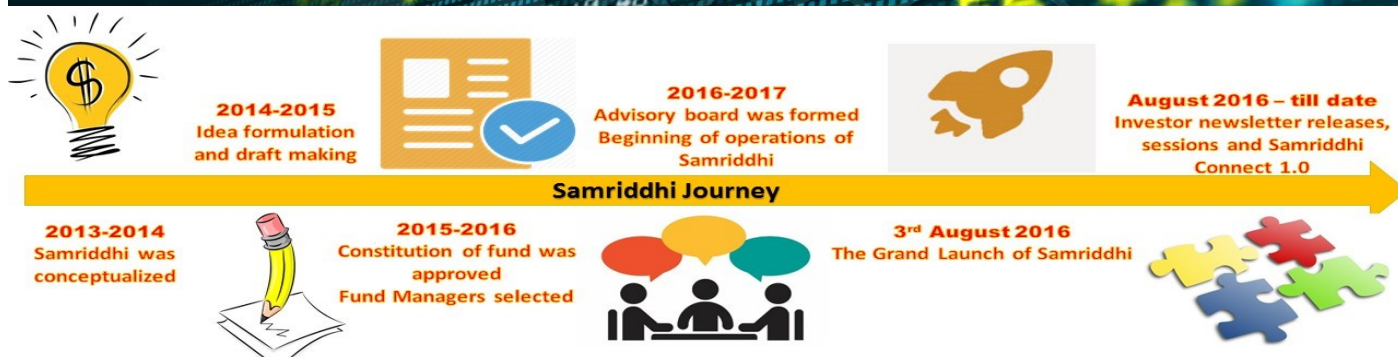 $
2014-2015
Idea formulation
and draft making
2016-2017
Advisory board was formed
Beginning of operations of
Samriddhi
August 2016 – till date
Investor newsletter releases,
sessions and Samriddhi
Connect 1.0
Samriddhi Journey
2013-2014
Samriddhi was
conceptualized
2015-2016
Constitution of fund was
approved
Fund Managers selected
3rd August 2016
The Grand Launch of Samriddhi